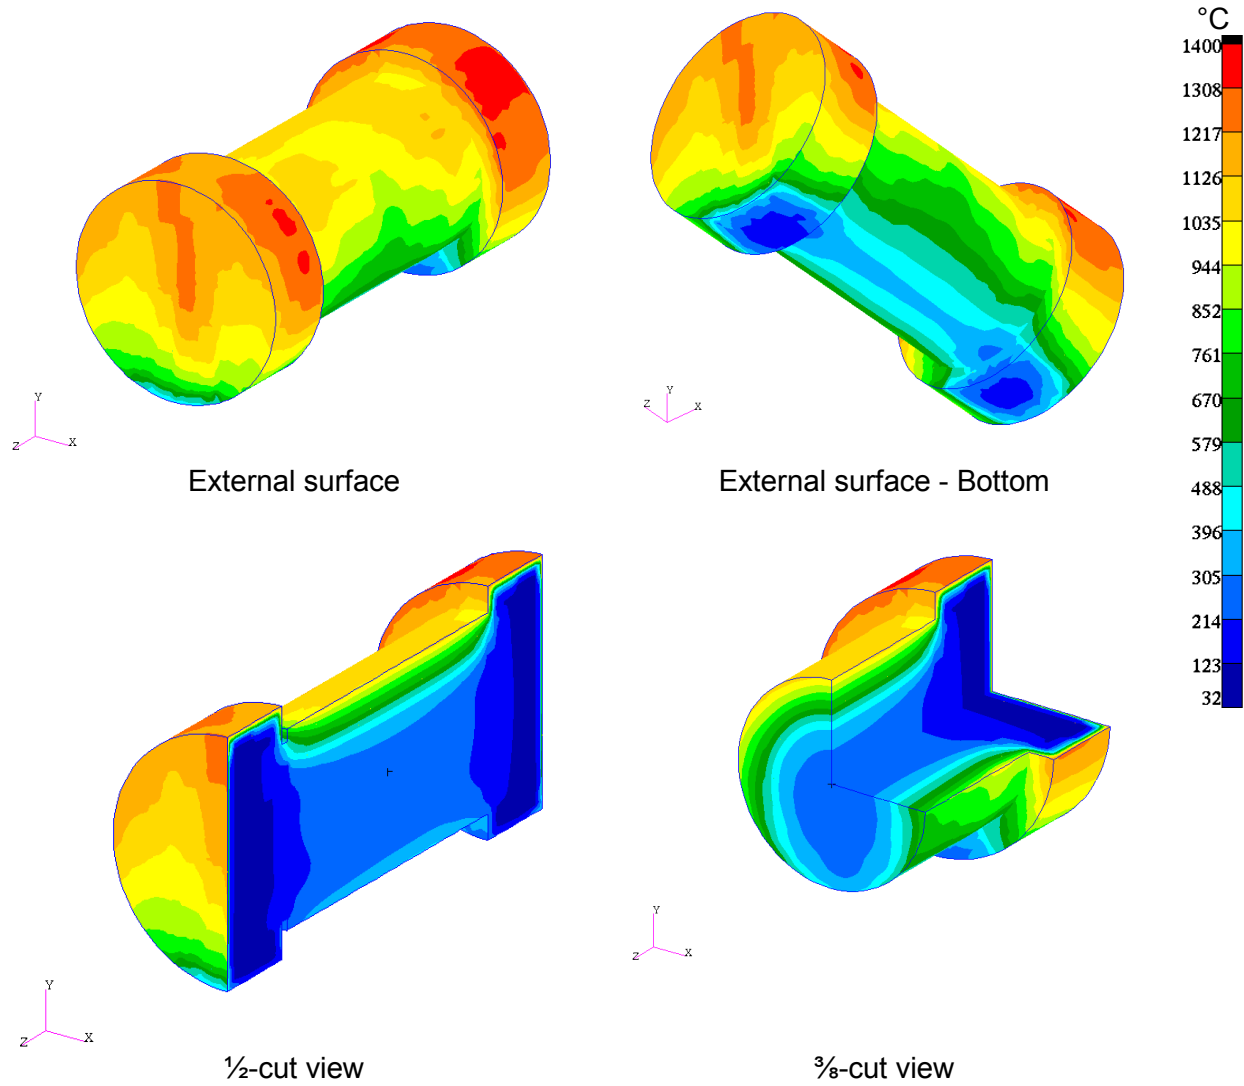 °C
1400
1308
1217
1126
1035
944
852
761
670
579
488
396
305
214
123
32
Y
Z
X
External surface
Y
Z
X
External surface - Bottom
Y
Z
X
½-cut view
Y
Z
X
⅜-cut view